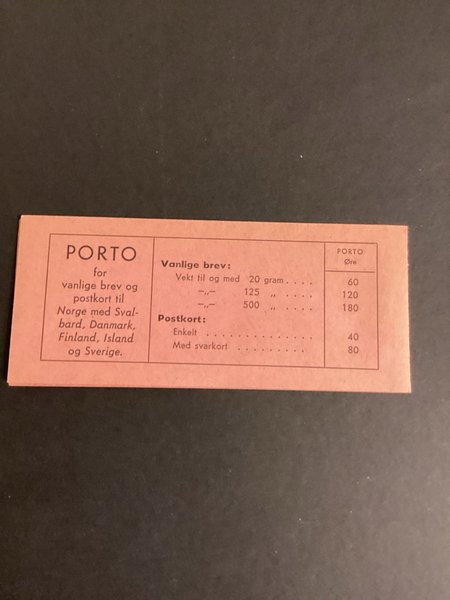 PORTO
for
vanlige brev og
postkort til
Norge med Sval-
bard, Danmark,
Finland, Island
og Sverige.
PORTO
Øre
Vanlige brev:
Vekt til og med 20 gram . . . . 60
–„– 125 „ . . . . . 120
–„– 500 „ . . . . . 180
Postkort:
Enkelt . . . . . . . . . . . . . . 40
Med svarkort . . . . . . . . . 80